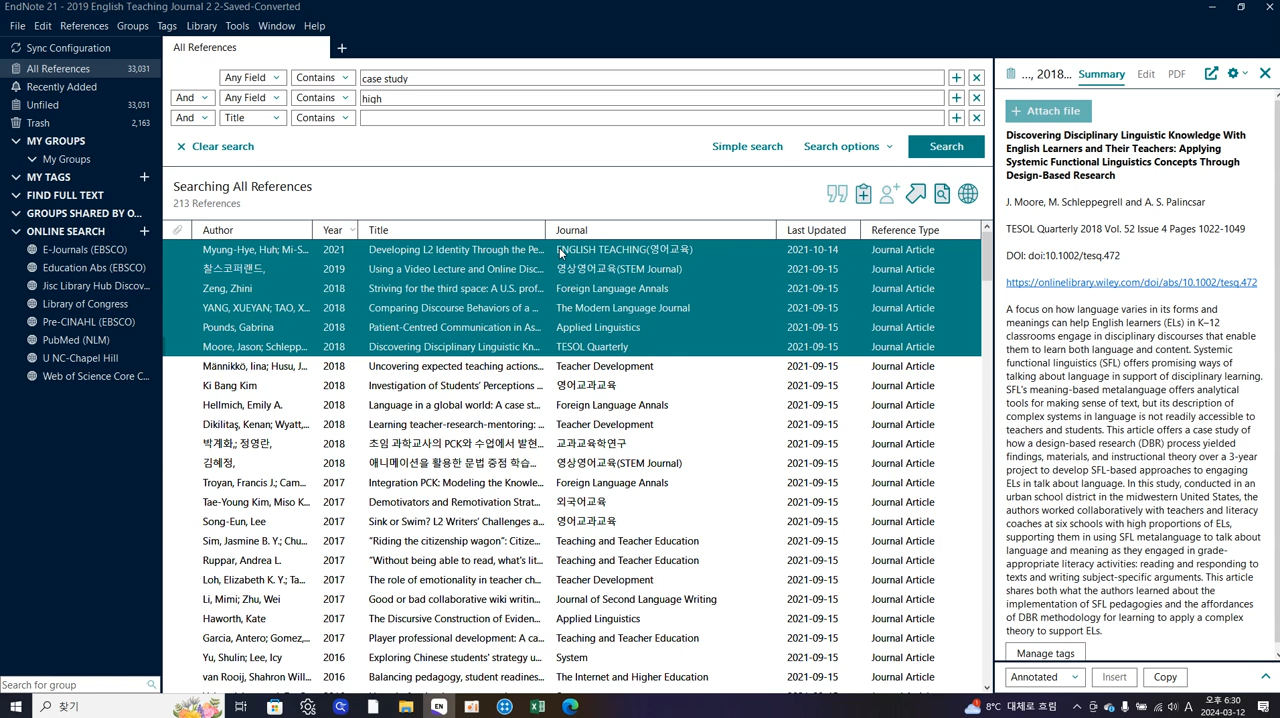 EndNote 21 - 2019 English Teaching Journal 2 2-Saved-Converted
File Edit References Groups Tags Library Tools Window Help
Sync Configuration
All References 33,031
Recently Added
Unfiled 33,031
Trash 2,163
MY GROUPS
My Groups
MY TAGS
FIND FULL TEXT
GROUPS SHARED BY O...
ONLINE SEARCH
E-Journals (EBSCO)
Education Abs (EBSCO)
Jisc Library Hub Discov...
Library of Congress
Pre-CINAHL (EBSCO)
PubMed (NLM)
U NC-Chapel Hill
Web of Science Core C...
Search for group
All References
Any Field Contains case study
And Any Field Contains high
And Title Contains
Clear search Simple search Search options Search
Searching All References
213 References
Author Year Title Journal Last Updated Reference Type
Myung-Hye, Huh; Mi-S... 2021 Developing L2 Identity Through the Pe... ENGLISH TEACHING(영어교육) 2021-10-14 Journal Article
찰스코퍼랜드, 2019 Using a Video Lecture and Online Disc... 영상영어교육(STEM Journal) 2021-09-15 Journal Article
Zeng, Zhini 2018 Striving for the third space: A U.S. prof... Foreign Language Annals 2021-09-15 Journal Article
YANG, XUEYAN; TAO, X... 2018 Comparing Discourse Behaviors of a ... The Modern Language Journal 2021-09-15 Journal Article
Pounds, Gabrina 2018 Patient-Centred Communication in As... Applied Linguistics 2021-09-15 Journal Article
Moore, Jason; Schlepp... 2018 Discovering Disciplinary Linguistic Kn... TESOL Quarterly 2021-09-15 Journal Article
Männikkö, Iina; Husu, J... 2018 Uncovering expected teaching actions... Teacher Development 2021-09-15 Journal Article
Ki Bang Kim 2018 Investigation of Students' Perceptions ... 영어교과교육 2021-09-15 Journal Article
Hellmich, Emily A. 2018 Language in a global world: A case st... Foreign Language Annals 2021-09-15 Journal Article
Dikilitaş, Kenan; Wyatt,... 2018 Learning teacher-research-mentoring: ... Teacher Development 2021-09-15 Journal Article
박계화,; 정영란, 2018 초임 과학교사의 PCK와 수업에서 발현... 교과교육학연구 2021-09-15 Journal Article
김혜정, 2018 애니메이션을 활용한 문법 중점 학습... 영상영어교육(STEM Journal) 2021-09-15 Journal Article
Troyan, Francis J.; Cam... 2018 Integration PCK: Modeling the Knowle... Foreign Language Annals 2021-09-15 Journal Article
Tae-Young Kim, Miso K... 2018 Demotivators and Remotivation Strat... 외국어교육 2021-09-15 Journal Article
Song-Eun, Lee 2017 Sink or Swim? L2 Writers' Challenges a... 영어교과교육 2021-09-15 Journal Article
Sim, Jasmine B. Y.; Chu... 2017 “Riding the citizenship wagon”: Citize... Teaching and Teacher Education 2021-09-15 Journal Article
Ruppar, Andrea L. 2017 “Without being able to read, what's lit... Teaching and Teacher Education 2021-09-15 Journal Article
Loh, Elizabeth K. Y.; Ta... 2017 The role of emotionality in teacher ch... Teacher Development 2021-09-15 Journal Article
Li, Mimi; Zhu, Wei 2017 Good or bad collaborative wiki writin... Journal of Second Language Writing 2021-09-15 Journal Article
Haworth, Kate 2017 The Discursive Construction of Eviden... Applied Linguistics 2021-09-15 Journal Article
Garcia, Antero; Gomez,... 2017 Player professional development: A ca... Teaching and Teacher Education 2021-09-15 Journal Article
Yu, Shulin; Lee, Icy 2016 Exploring Chinese students' strategy u... System 2021-09-15 Journal Article
van Rooij, Shahron Will... 2016 Balancing pedagogy, student readines... The Internet and Higher Education 2021-09-15 Journal Article
..., 2018... Summary Edit PDF
Attach file
Discovering Disciplinary Linguistic Knowledge With
English Learners and Their Teachers: Applying
Systemic Functional Linguistics Concepts Through
Design-Based Research
J. Moore, M. Schleppegrell and A. S. Palincsar
TESOL Quarterly 2018 Vol. 52 Issue 4 Pages 1022-1049
DOI: doi:10.1002/tesq.472
https://onlinelibrary.wiley.com/doi/abs/10.1002/tesq.472
A focus on how language varies in its forms and
meanings can help English learners (ELs) in K–12
classrooms engage in disciplinary discourses that enable
them to learn both language and content. Systemic
functional linguistics (SFL) offers promising ways of
talking about language in support of disciplinary learning.
SFL's meaning-based metalanguage offers analytical
tools for making sense of text, but its description of
complex systems in language is not readily accessible to
teachers and students. This article offers a case study of
how a design-based research (DBR) process yielded
findings, materials, and instructional theory over a 3-year
project to develop SFL-based approaches to engaging
ELs in talk about language. In this study, conducted in an
urban school district in the midwestern United States, the
authors worked collaboratively with teachers and literacy
coaches at six schools with high proportions of ELs,
supporting them in using SFL metalanguage to talk about
language and meaning as they engaged in grade-
appropriate literacy activities: reading and responding to
texts and writing subject-specific arguments. This article
shares both what the authors learned about the
implementation of SFL pedagogies and the affordances
of DBR methodology for learning to apply a complex
theory to support ELs.
Manage tags
Annotated Insert Copy
찾기
EN
8°C 대체로 흐림
A
오후 6:30
2024-03-12